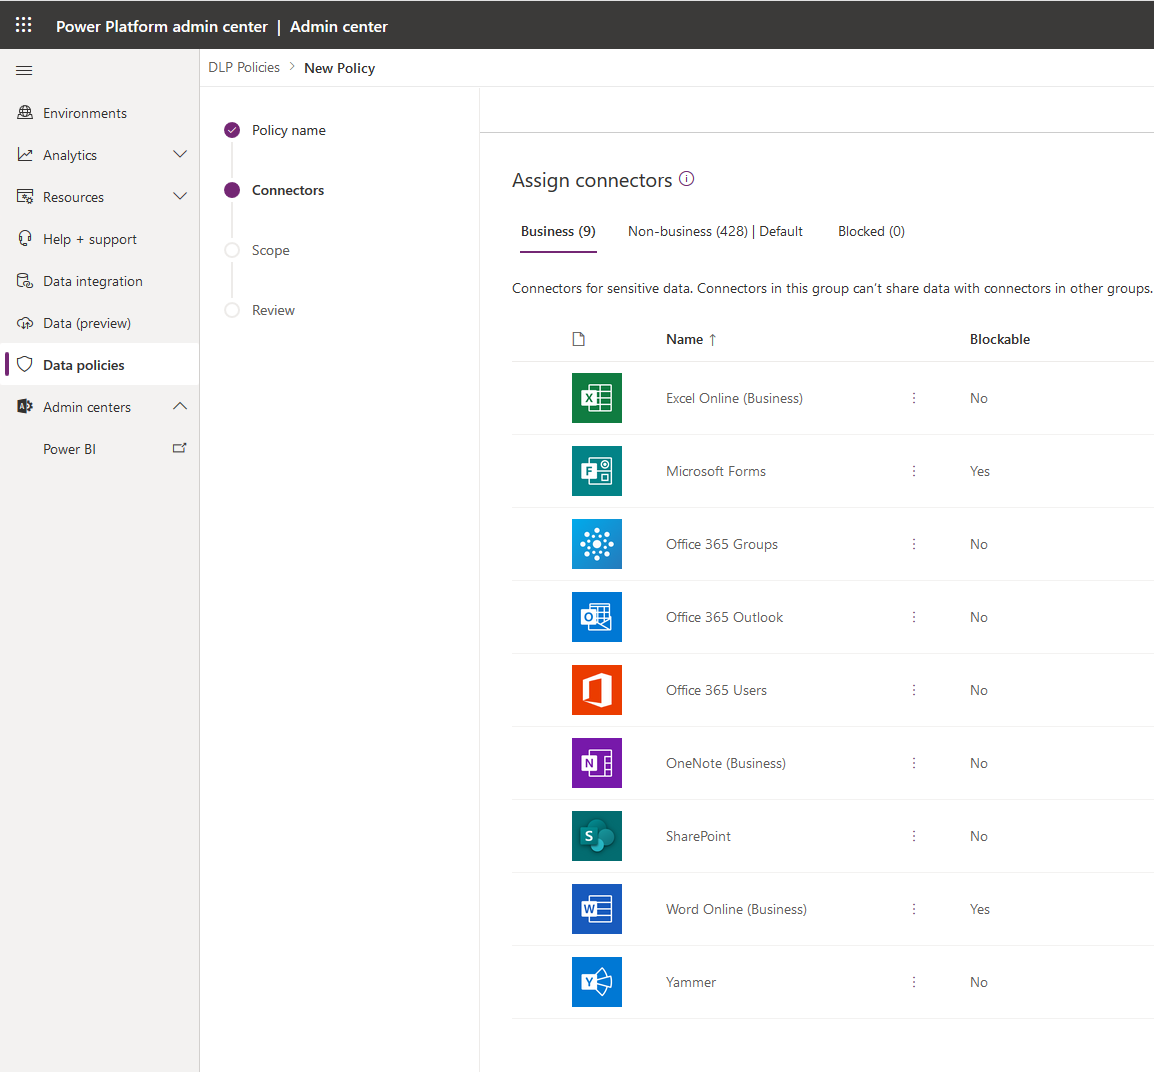 Power Platform admin center | Admin center
DLP Policies > New Policy
Environments
Analytics
Resources
Help + support
Data integration
Data (preview)
Data policies
Admin centers
Power BI
Policy name
Connectors
Scope
Review
Assign connectors
Business (9) Non-business (428) | Default Blocked (0)
Connectors for sensitive data. Connectors in this group can't share data with connectors in other groups.
Name ↑ Blockable
X Excel Online (Business) No
F Microsoft Forms Yes
Office 365 Groups No
O Office 365 Outlook No
Office 365 Users No
N OneNote (Business) No
S SharePoint No
W Word Online (Business) Yes
Y Yammer No